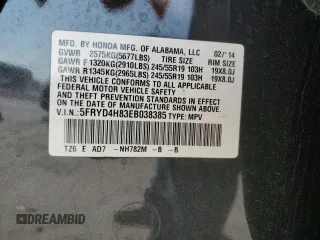 MFD. BY HONDA MFG. OF ALABAMA, LLC 02/'14
GVWR 2575KG(5677LBS) TIRE SIZE RIM SIZE
GAWR F 1320KG(2910LBS) 245/55R19 103H 19X8.0J
GAWR R 1345KG(2965LBS) 245/55R19 103H 19X8.0J
THIS VEHICLE CONFORMS TO ALL APPLICABLE
FEDERAL MOTOR VEHICLE SAFETY AND
THEFT PREVENTION STANDARDS IN EFFECT ON
THE DATE OF MANUFACTURE SHOWN ABOVE.
V.I.N.: 5FRYD4H83EB038385 TYPE: MPV
T26 E AD7 -NH782M -B -B
DREAMBID